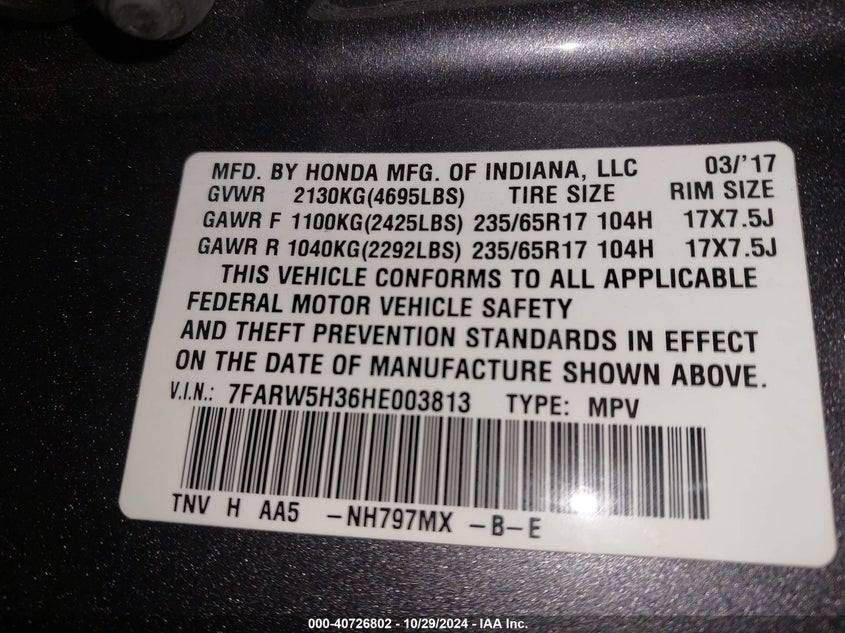 MFD. BY HONDA MFG. OF INDIANA, LLC 03/'17
GVWR 2130KG(4695LBS) TIRE SIZE RIM SIZE
GAWR F 1100KG(2425LBS) 235/65R17 104H 17X7.5J
GAWR R 1040KG(2292LBS) 235/65R17 104H 17X7.5J
THIS VEHICLE CONFORMS TO ALL APPLICABLE
FEDERAL MOTOR VEHICLE SAFETY
AND THEFT PREVENTION STANDARDS IN EFFECT
ON THE DATE OF MANUFACTURE SHOWN ABOVE.
V.I.N.: 7FARW5H36HE003813 TYPE: MPV
TNV H AA5 -NH797MX -B-E
000-40726802 - 10/29/2024 - IAA Inc.